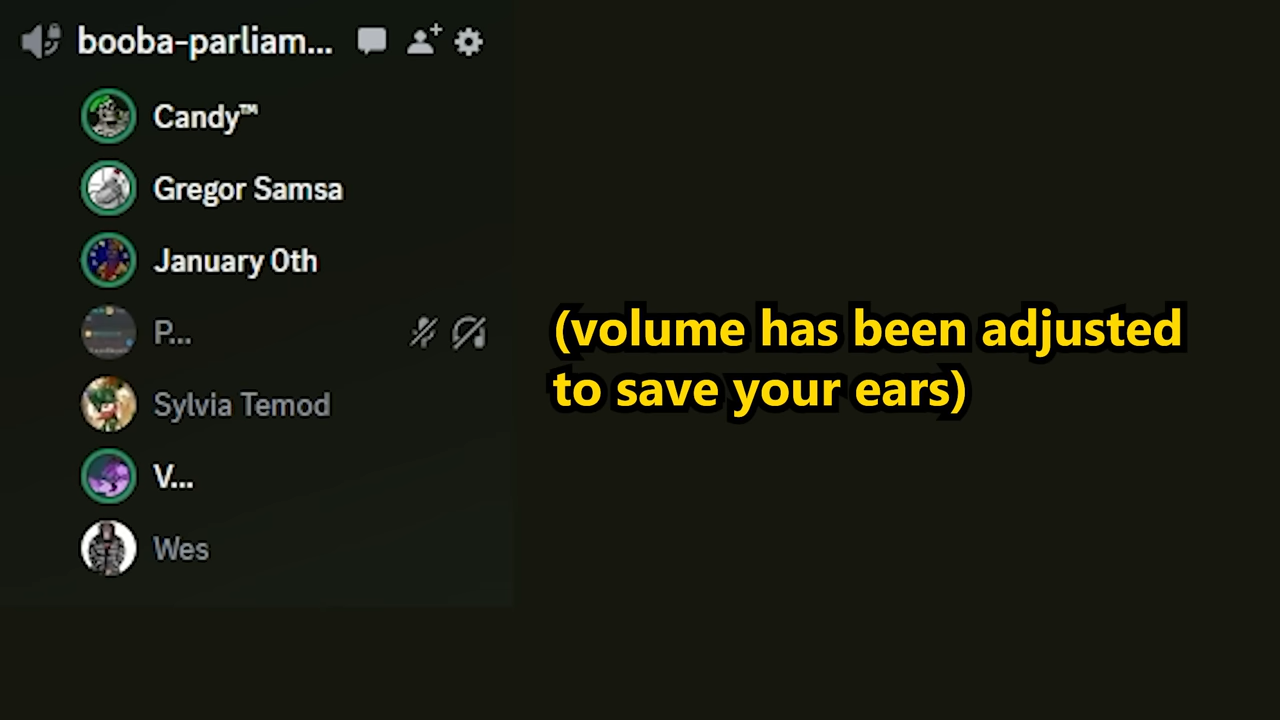 booba-parliam...
Candy™
Gregor Samsa
January 0th
P...
Sylvia Temod
V...
Wes
(volume has been adjusted
to save your ears)